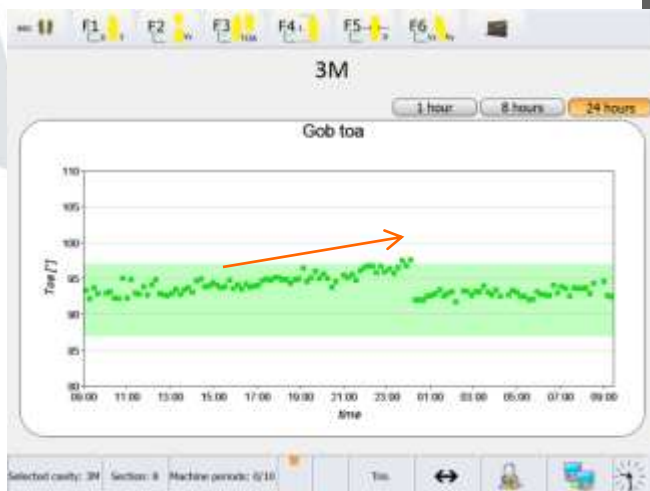 F1 F2 F3 F4 F5 F6
3M
1 hour 8 hours 24 hours
Gob toa
110
105
100
95
90
85
80
Toa [°]
09:00 11:00 13:00 15:00 17:00 19:00 21:00 23:00 01:00 03:00 05:00 07:00 09:00
time
Selected cavity: 3M Section: 8 Machine periods: 0/10